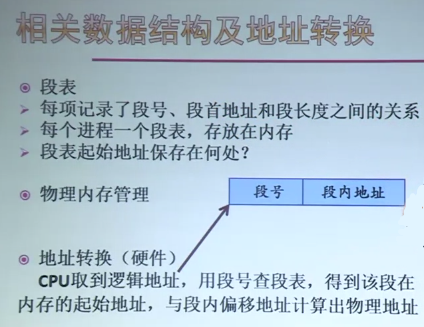 相关数据结构及地址转换
段表
每项记录了段号、段首地址和段长度之间的关系
每个进程一个段表，存放在内存
段表起始地址保存在何处？
物理内存管理
段号 段内地址
地址转换（硬件）
CPU取到逻辑地址，用段号查段表，得到该段在
内存的起始地址，与段内偏移地址计算出物理地址